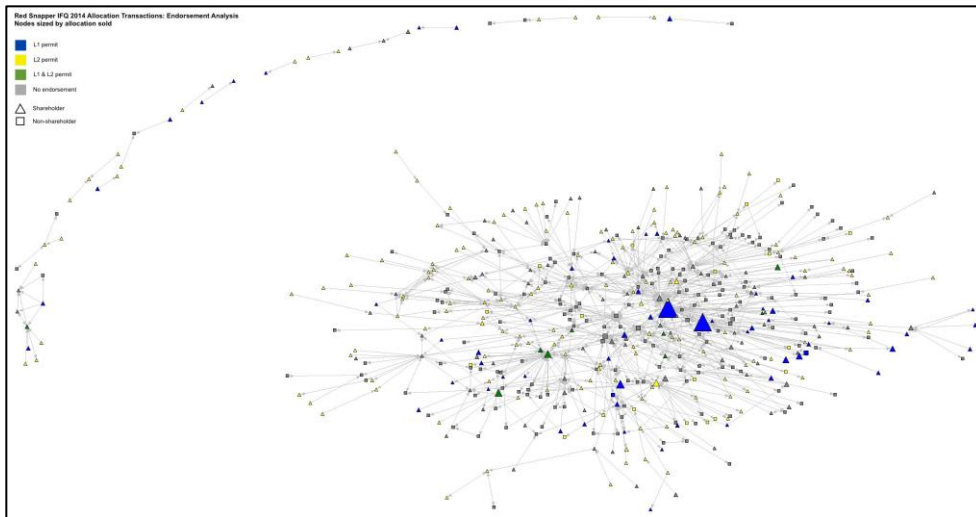 Red Snapper IFQ 2014 Allocation Transactions: Endorsement Analysis
Nodes sized by allocation sold
L1 permit
L2 permit
L1 & L2 permit
No endorsement
Shareholder
Non-shareholder